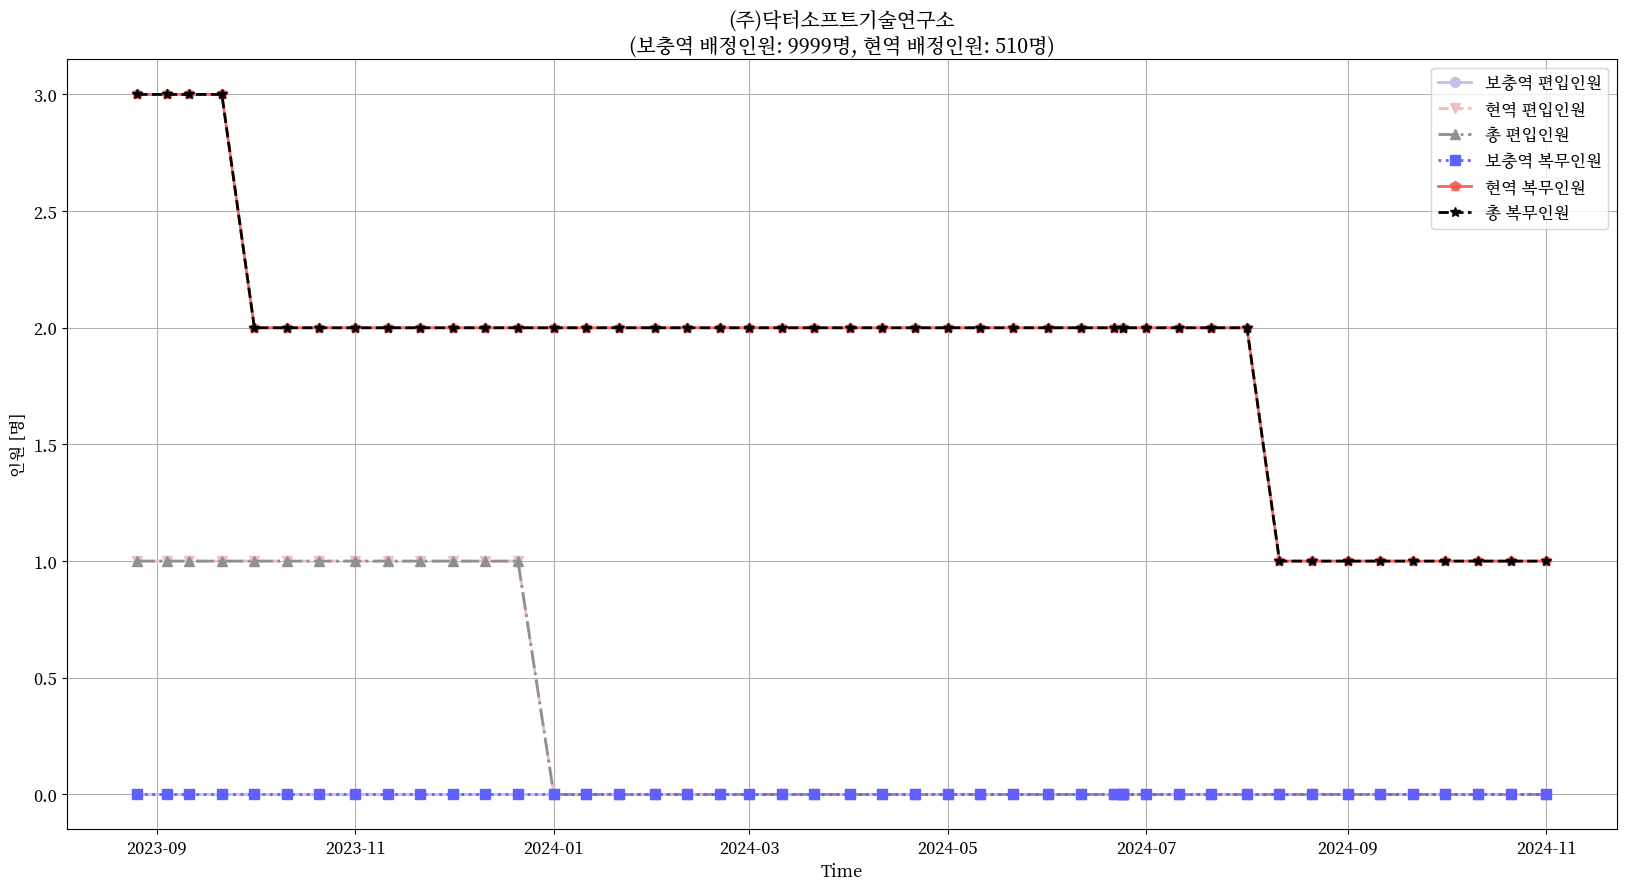 (주)닥터소프트기술연구소
(보충역 배정인원: 9999명, 현역 배정인원: 510명)
보충역 편입인원
현역 편입인원
총 편입인원
보충역 복무인원
현역 복무인원
총 복무인원
인원 [명]
3.0
2.5
2.0
1.5
1.0
0.5
0.0
2023-09
2023-11
2024-01
2024-03
2024-05
2024-07
2024-09
2024-11
Time